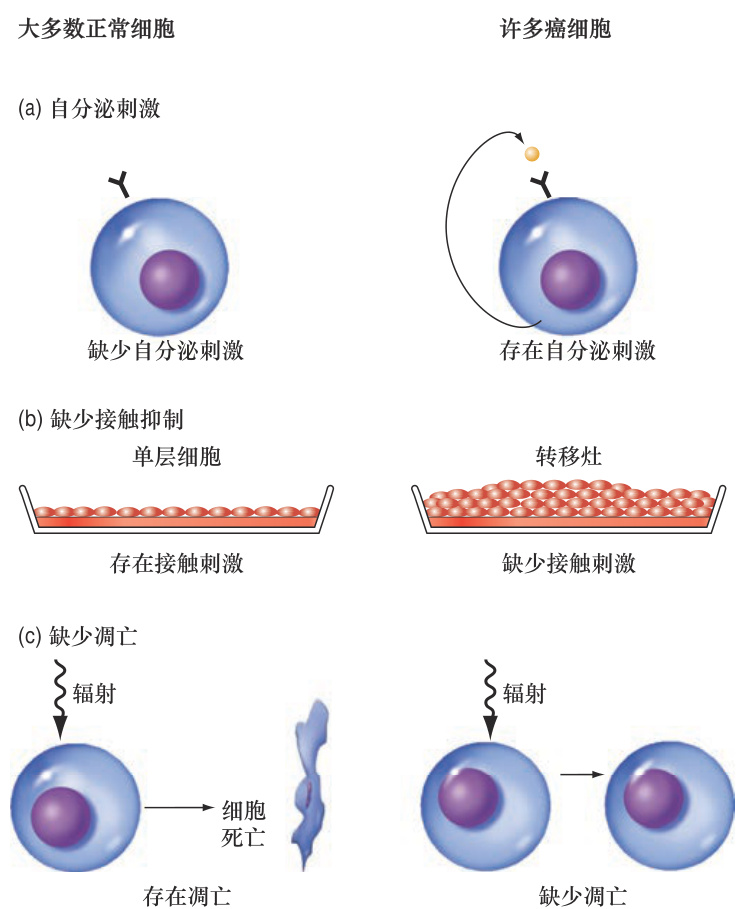 大多数正常细胞
许多癌细胞
(a) 自分泌刺激
缺少自分泌刺激
存在自分泌刺激
(b) 缺少接触抑制
单层细胞
转移灶
存在接触刺激
缺少接触刺激
(c) 缺少凋亡
辐射
辐射
细胞
死亡
存在凋亡
缺少凋亡